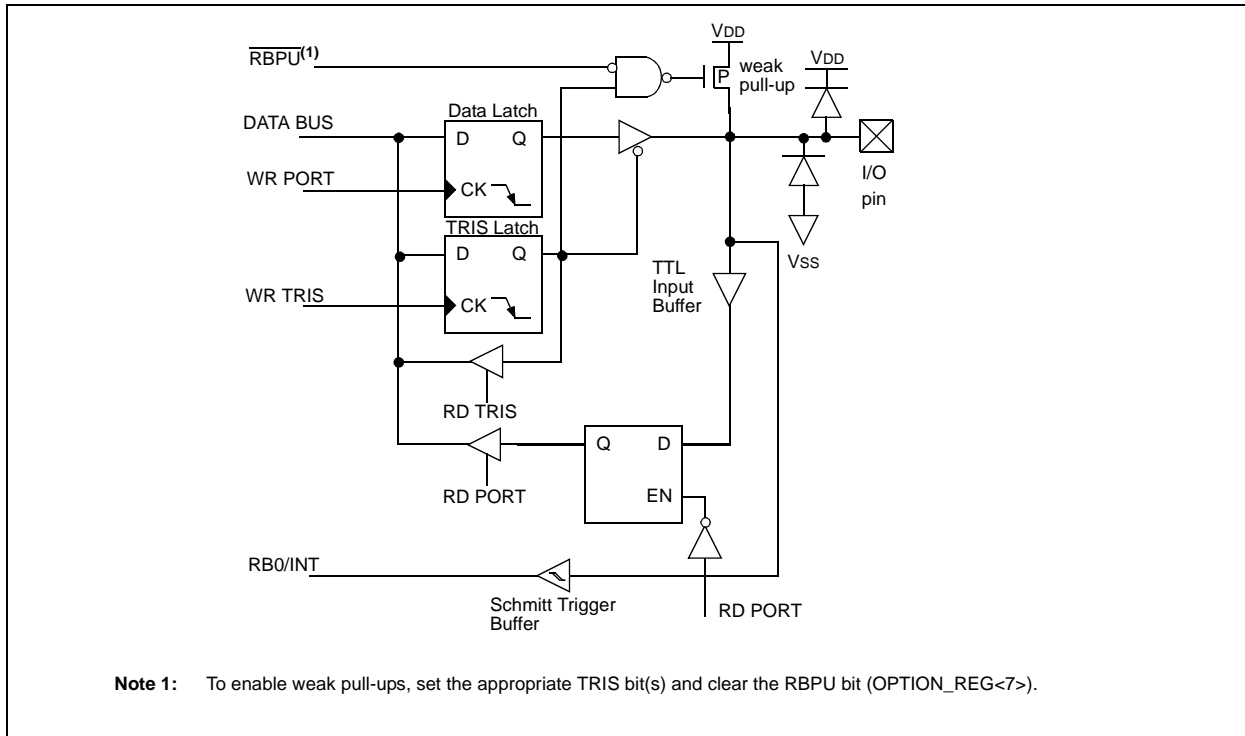 VDD
RBPU(1)
P
weak
pull-up
VDD
Data Latch
DATA BUS
D
Q
WR PORT
CK
I/O
pin
TRIS Latch
D
Q
VSS
TTL
Input
Buffer
WR TRIS
CK
RD TRIS
Q
D
RD PORT
EN
RB0/INT
Schmitt Trigger
Buffer
RD PORT
Note 1: To enable weak pull-ups, set the appropriate TRIS bit(s) and clear the RBPU bit (OPTION_REG<7>).